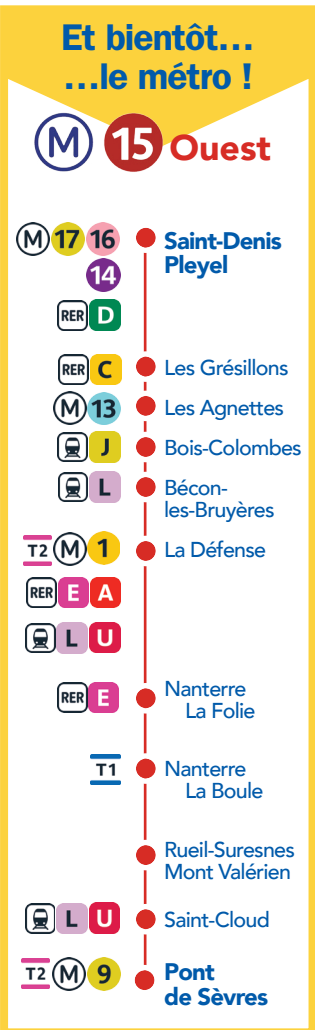 Et bientôt…
…le métro !
M 15 Ouest
M 17 16 Saint-Denis
14 Pleyel
RER D
RER C Les Grésillons
M 13 Les Agnettes
J Bois-Colombes
L Bécon-
les-Bruyères
T2 M 1 La Défense
RER E A
L U
RER E Nanterre
La Folie
T1 Nanterre
La Boule
Rueil-Suresnes
Mont Valérien
L U Saint-Cloud
T2 M 9 Pont
de Sèvres